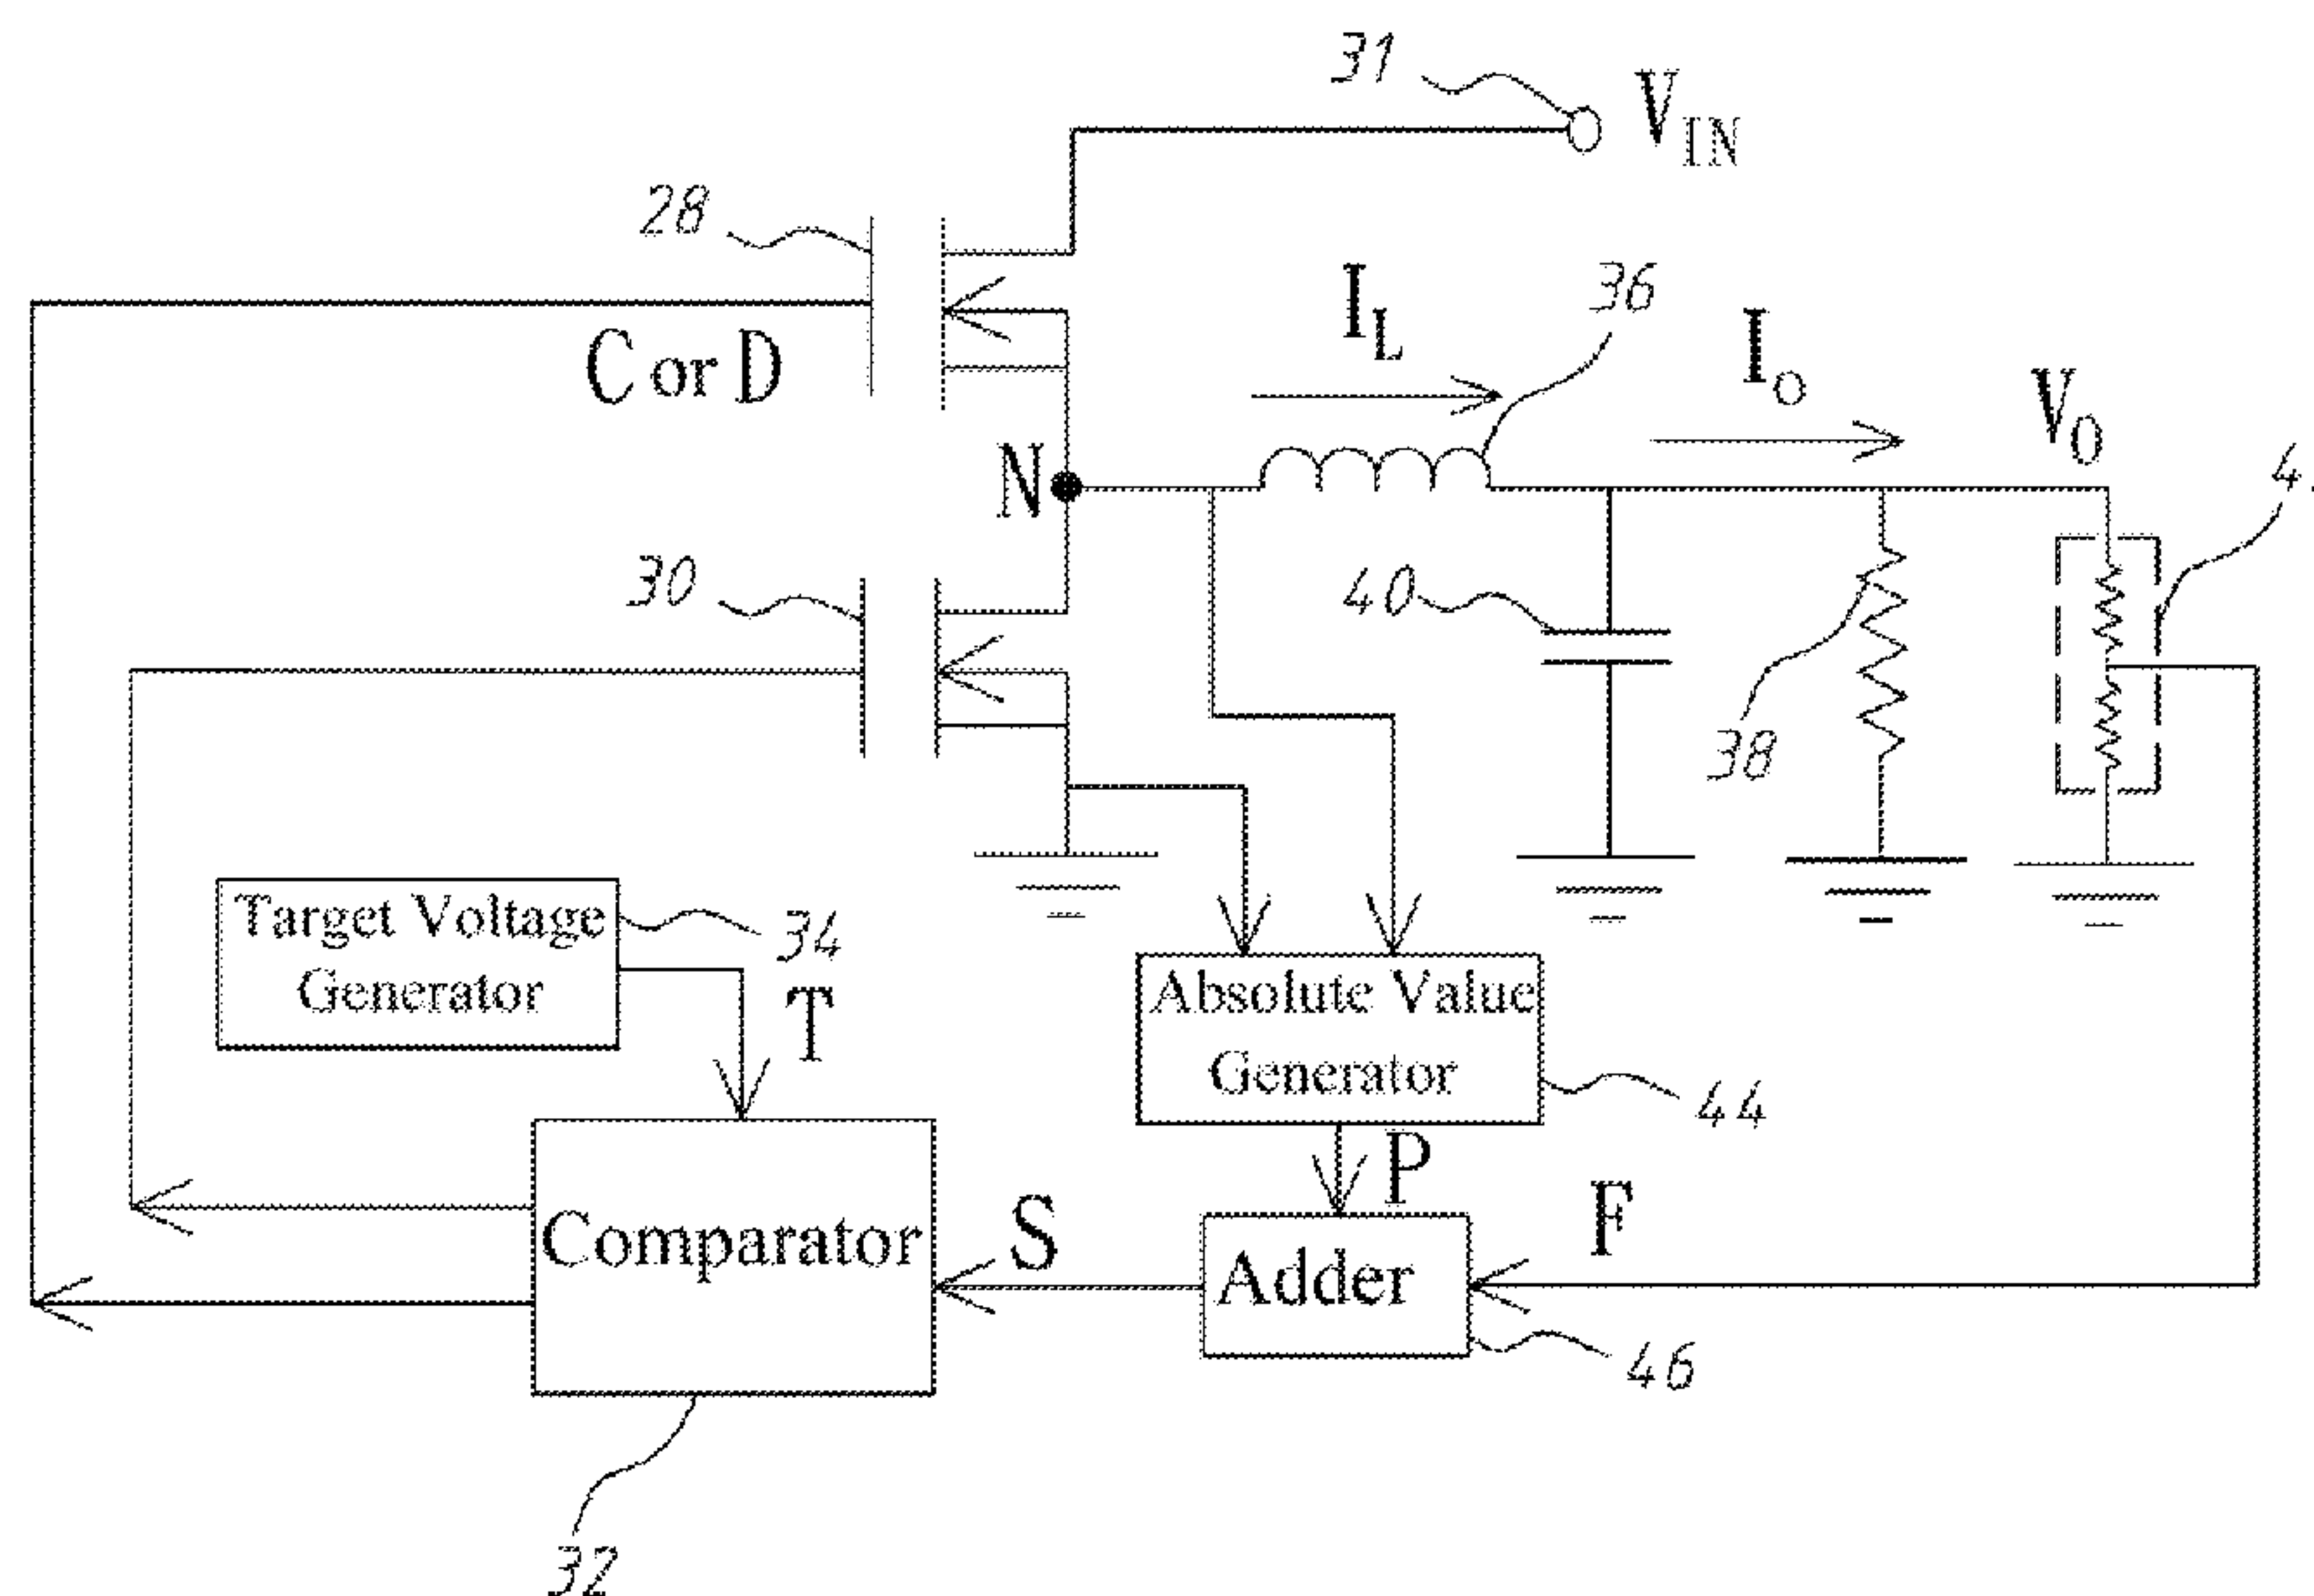 31
V_IN
28
C or D
I_L
36
I_O
V_O
N
30
40
38
Target Voltage
Generator
34
T
Absolute Value
Generator
44
P
Comparator
S
Adder
F
46
32